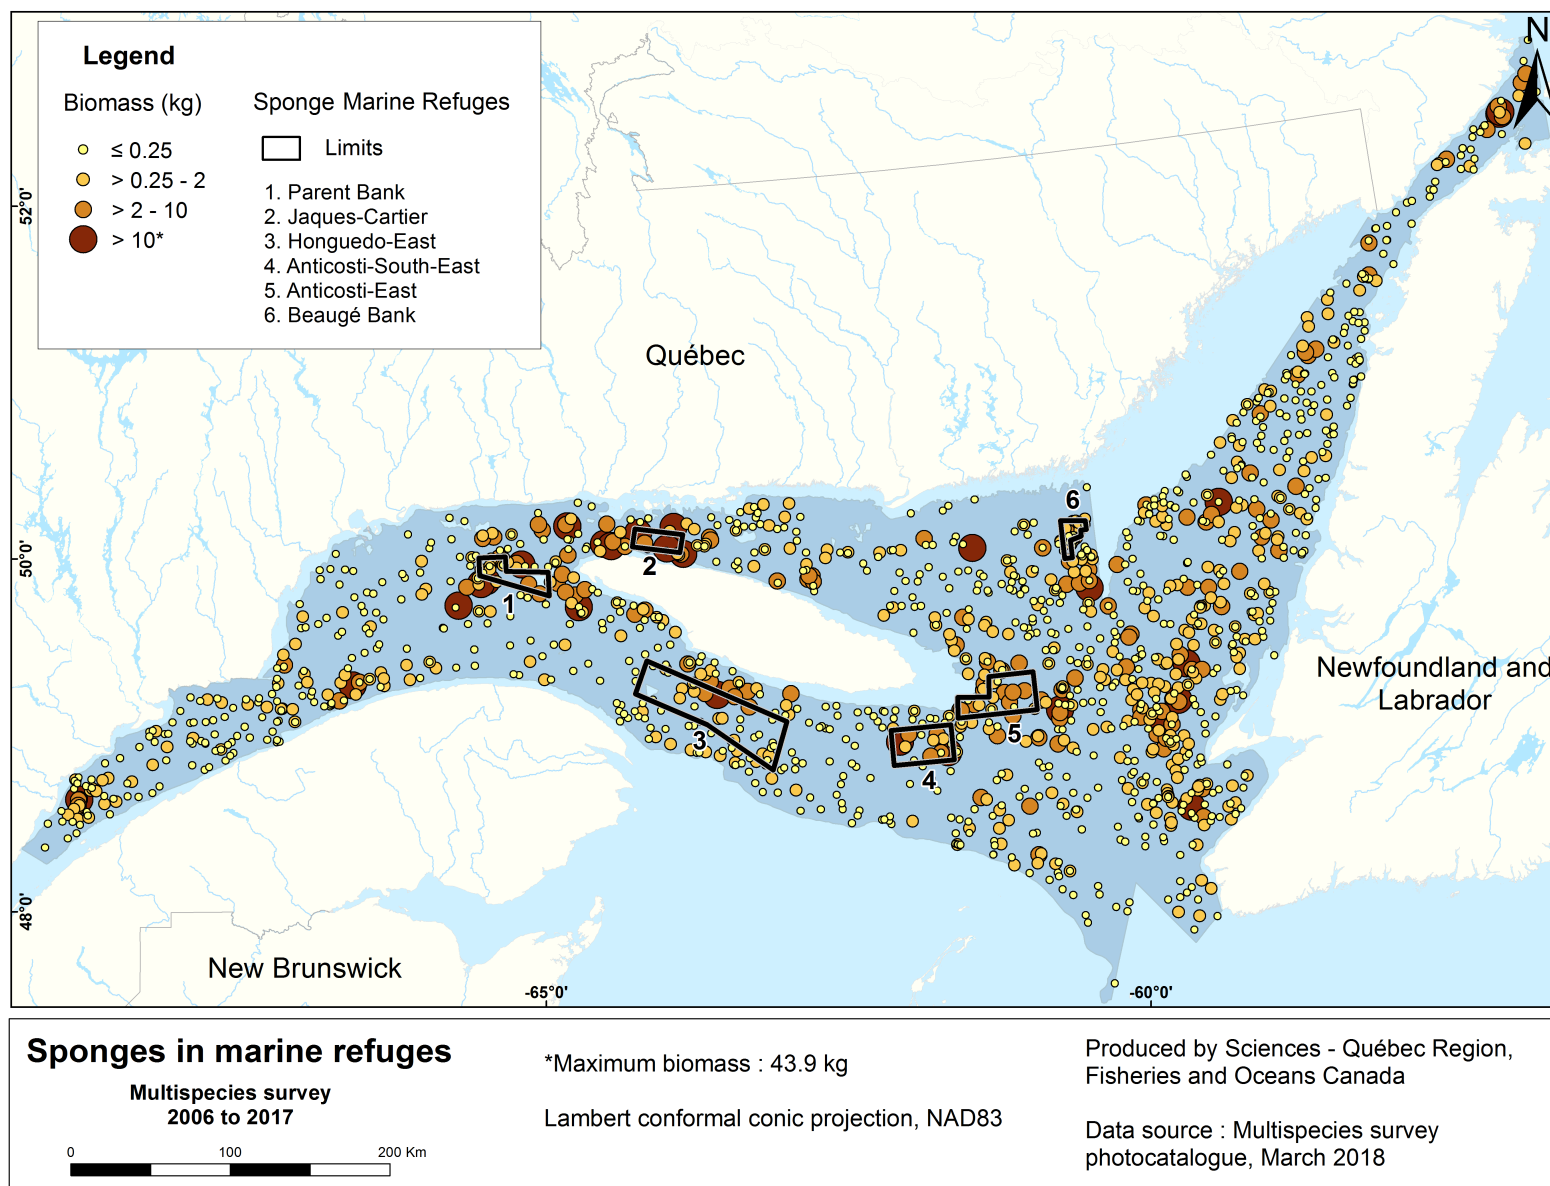 Legend
Biomass (kg)
≤ 0.25
> 0.25 - 2
> 2 - 10
> 10*
Sponge Marine Refuges
Limits
1. Parent Bank
2. Jaques-Cartier
3. Honguedo-East
4. Anticosti-South-East
5. Anticosti-East
6. Beaugé Bank
N
52°0'
50°0'
48°0'
Québec
6
2
1
3
5
4
Newfoundland and
Labrador
New Brunswick
-65°0'
-60°0'
Sponges in marine refuges
Multispecies survey
2006 to 2017
0 100 200 Km
*Maximum biomass : 43.9 kg
Lambert conformal conic projection, NAD83
Produced by Sciences - Québec Region,
Fisheries and Oceans Canada
Data source : Multispecies survey
photocatalogue, March 2018